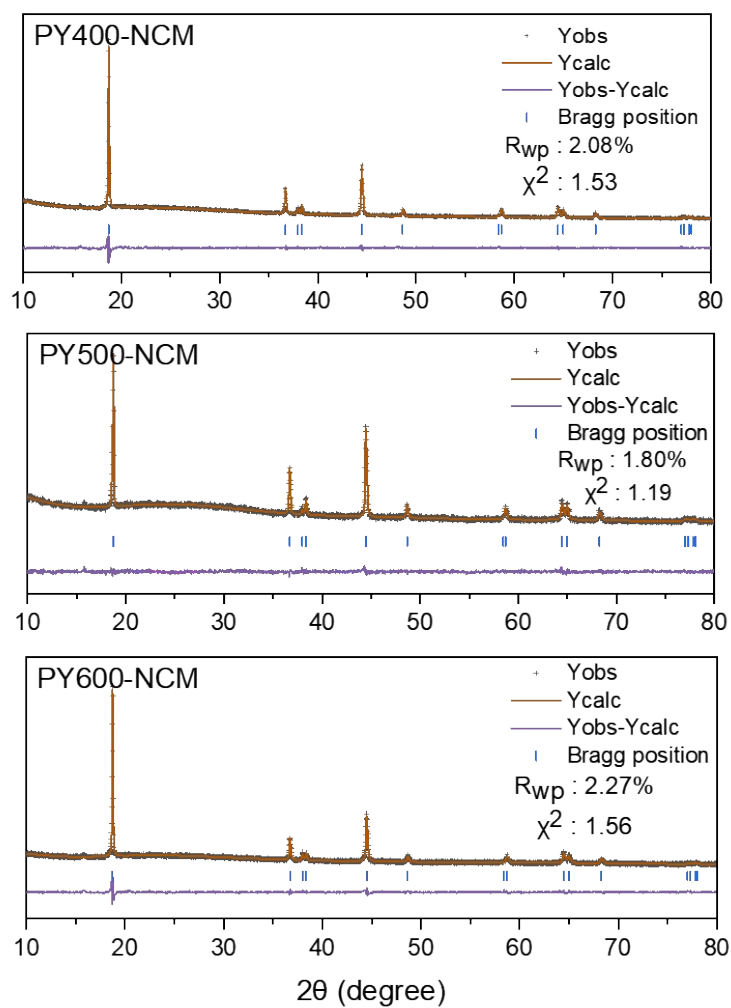 PY400-NCM
Yobs
Ycalc
Yobs-Ycalc
Bragg position
Rwp : 2.08%
χ2 : 1.53
10 20 30 40 50 60 70 80
PY500-NCM
Yobs
Ycalc
Yobs-Ycalc
Bragg position
Rwp : 1.80%
χ2 : 1.19
10 20 30 40 50 60 70 80
PY600-NCM
Yobs
Ycalc
Yobs-Ycalc
Bragg position
Rwp : 2.27%
χ2 : 1.56
10 20 30 40 50 60 70 80
2θ (degree)